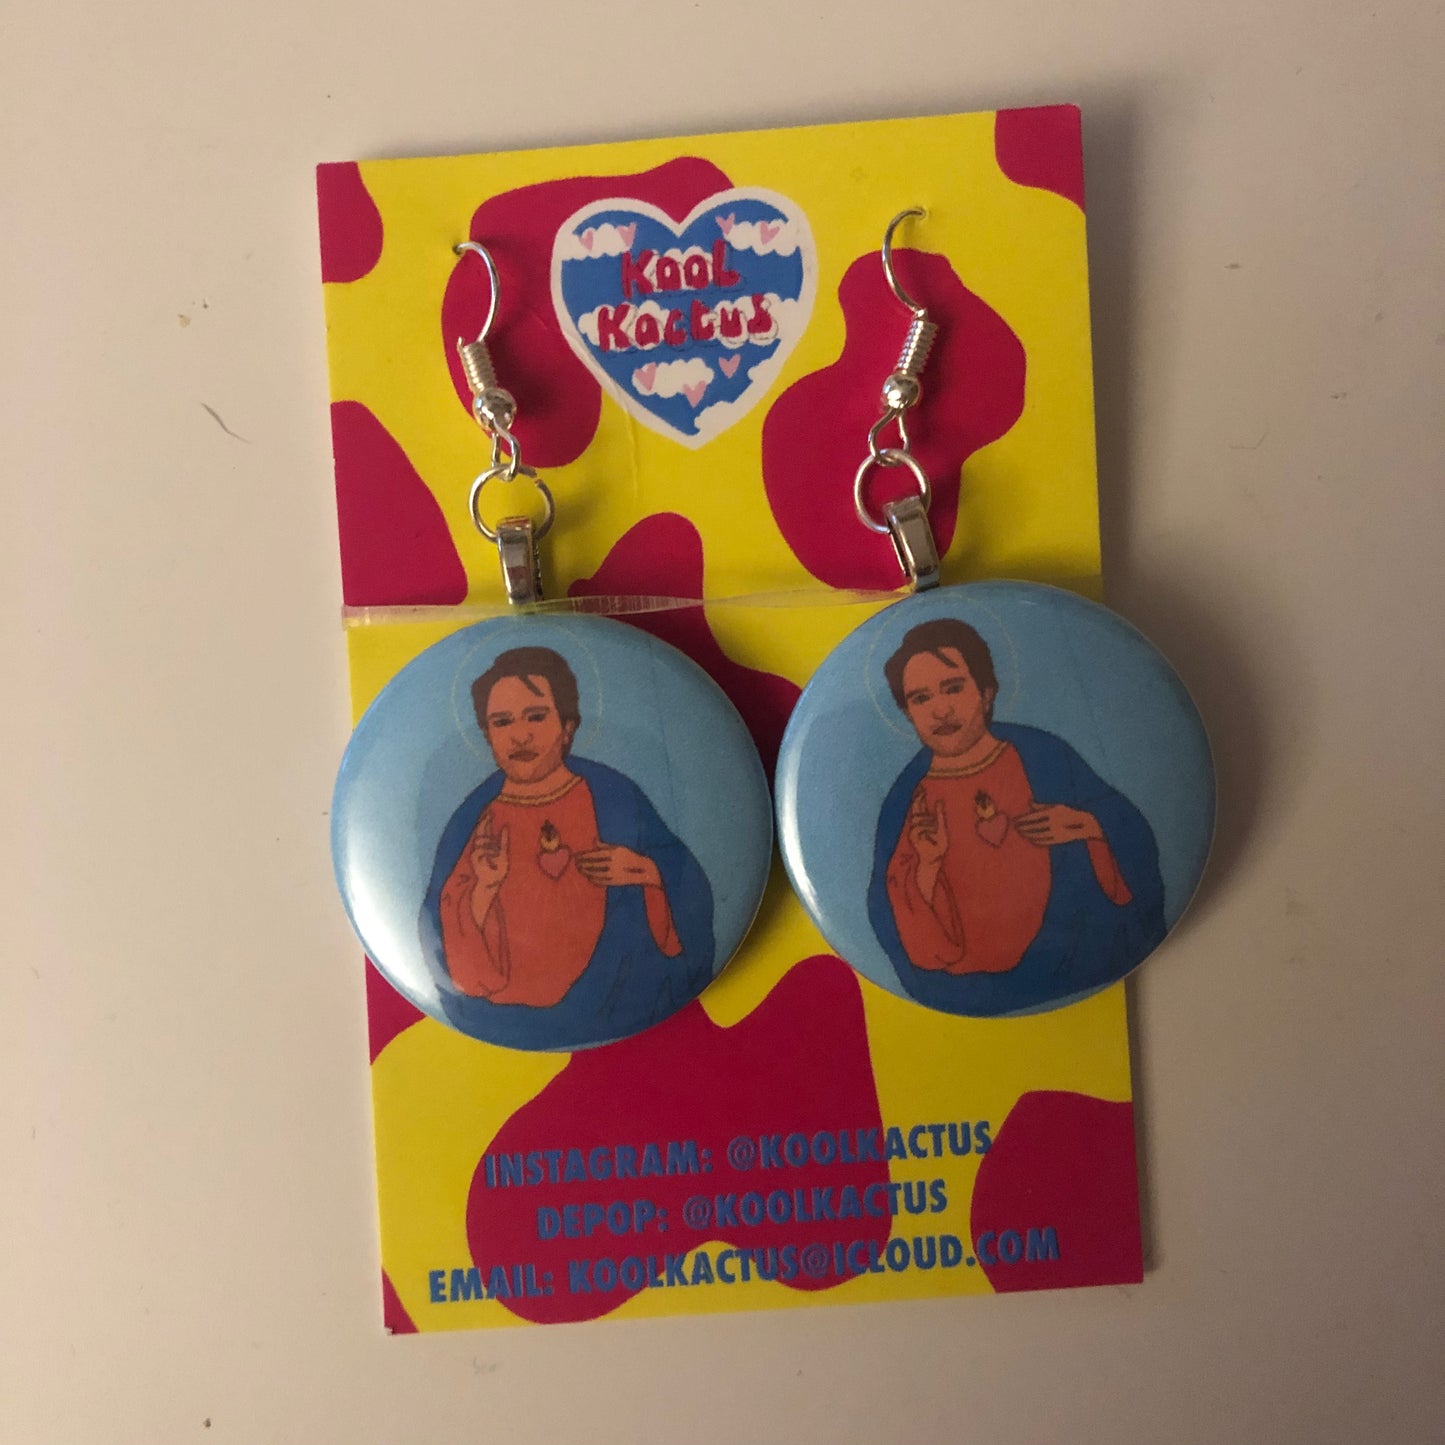 Kool
Kactus
INSTAGRAM: @KOOLKACTUS
DEPOP: @KOOLKACTUS
EMAIL: KOOLKACTUS@ICLOUD.COM